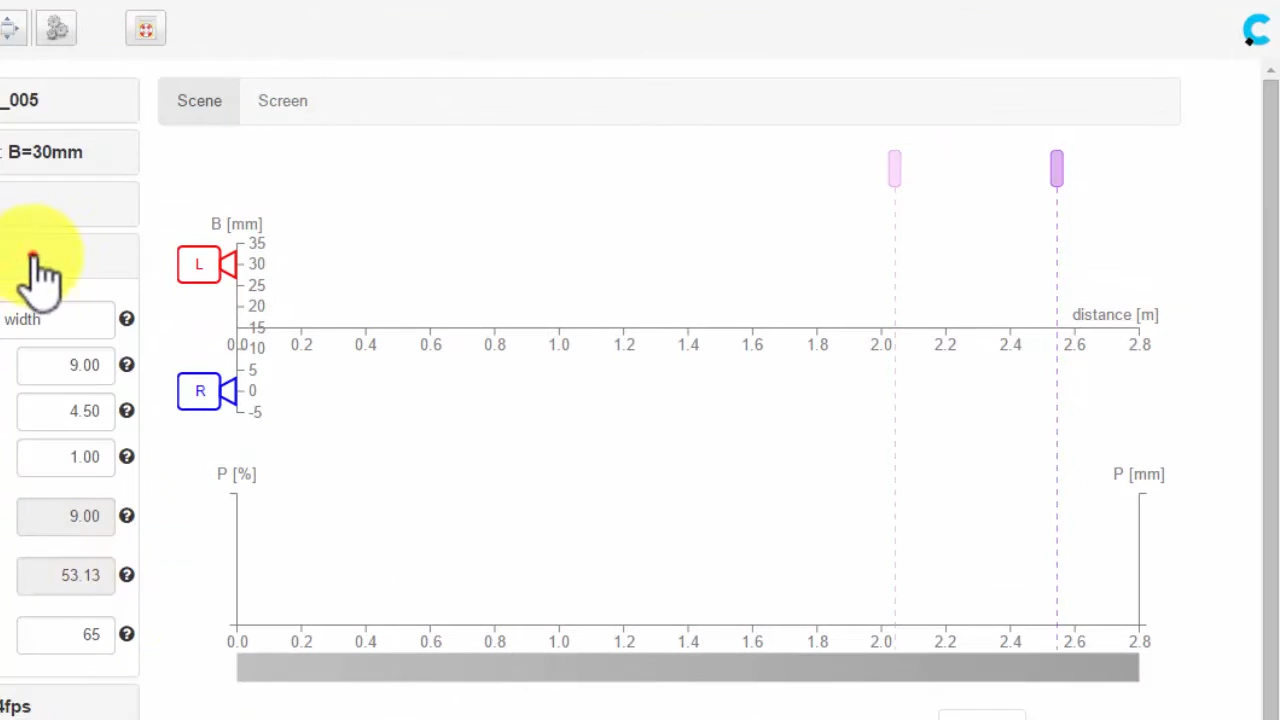 _005
Scene Screen
: B=30mm
B [mm]
35
L
30
25
20
width
distance [m]
15
0.0 0.2 0.4 0.6 0.8 1.0 1.2 1.4 1.6 1.8 2.0 2.2 2.4 2.6 2.8
10
9.00
5
R
0
4.50
-5
1.00
P [%] P [mm]
9.00
53.13
65
0.0 0.2 0.4 0.6 0.8 1.0 1.2 1.4 1.6 1.8 2.0 2.2 2.4 2.6 2.8
4fps